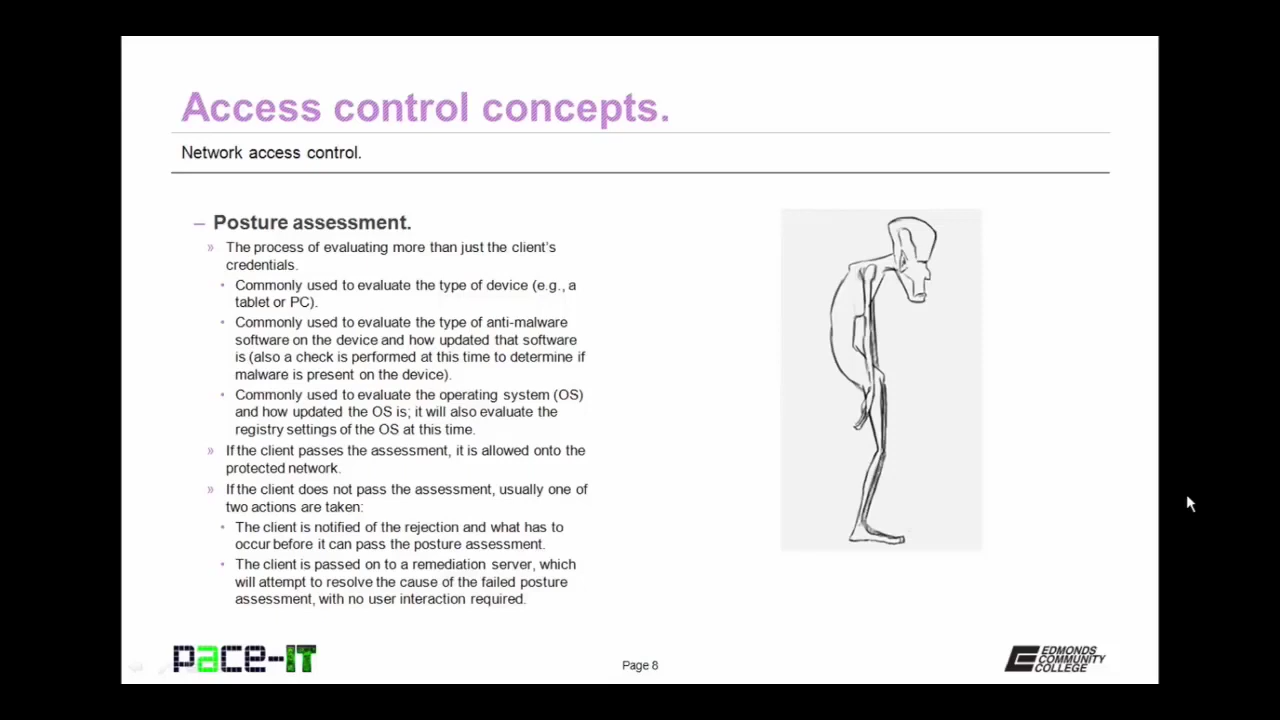 Access control concepts.
Network access control.
– Posture assessment.
» The process of evaluating more than just the client's
credentials.
• Commonly used to evaluate the type of device (e.g., a
tablet or PC).
• Commonly used to evaluate the type of anti-malware
software on the device and how updated that software
is (also a check is performed at this time to determine if
malware is present on the device).
• Commonly used to evaluate the operating system (OS)
and how updated the OS is; it will also evaluate the
registry settings of the OS at this time.
» If the client passes the assessment, it is allowed onto the
protected network.
» If the client does not pass the assessment, usually one of
two actions are taken:
• The client is notified of the rejection and what has to
occur before it can pass the posture assessment.
• The client is passed on to a remediation server, which
will attempt to resolve the cause of the failed posture
assessment, with no user interaction required.
pace-IT
Page 8
EDMONDS
COMMUNITY
COLLEGE